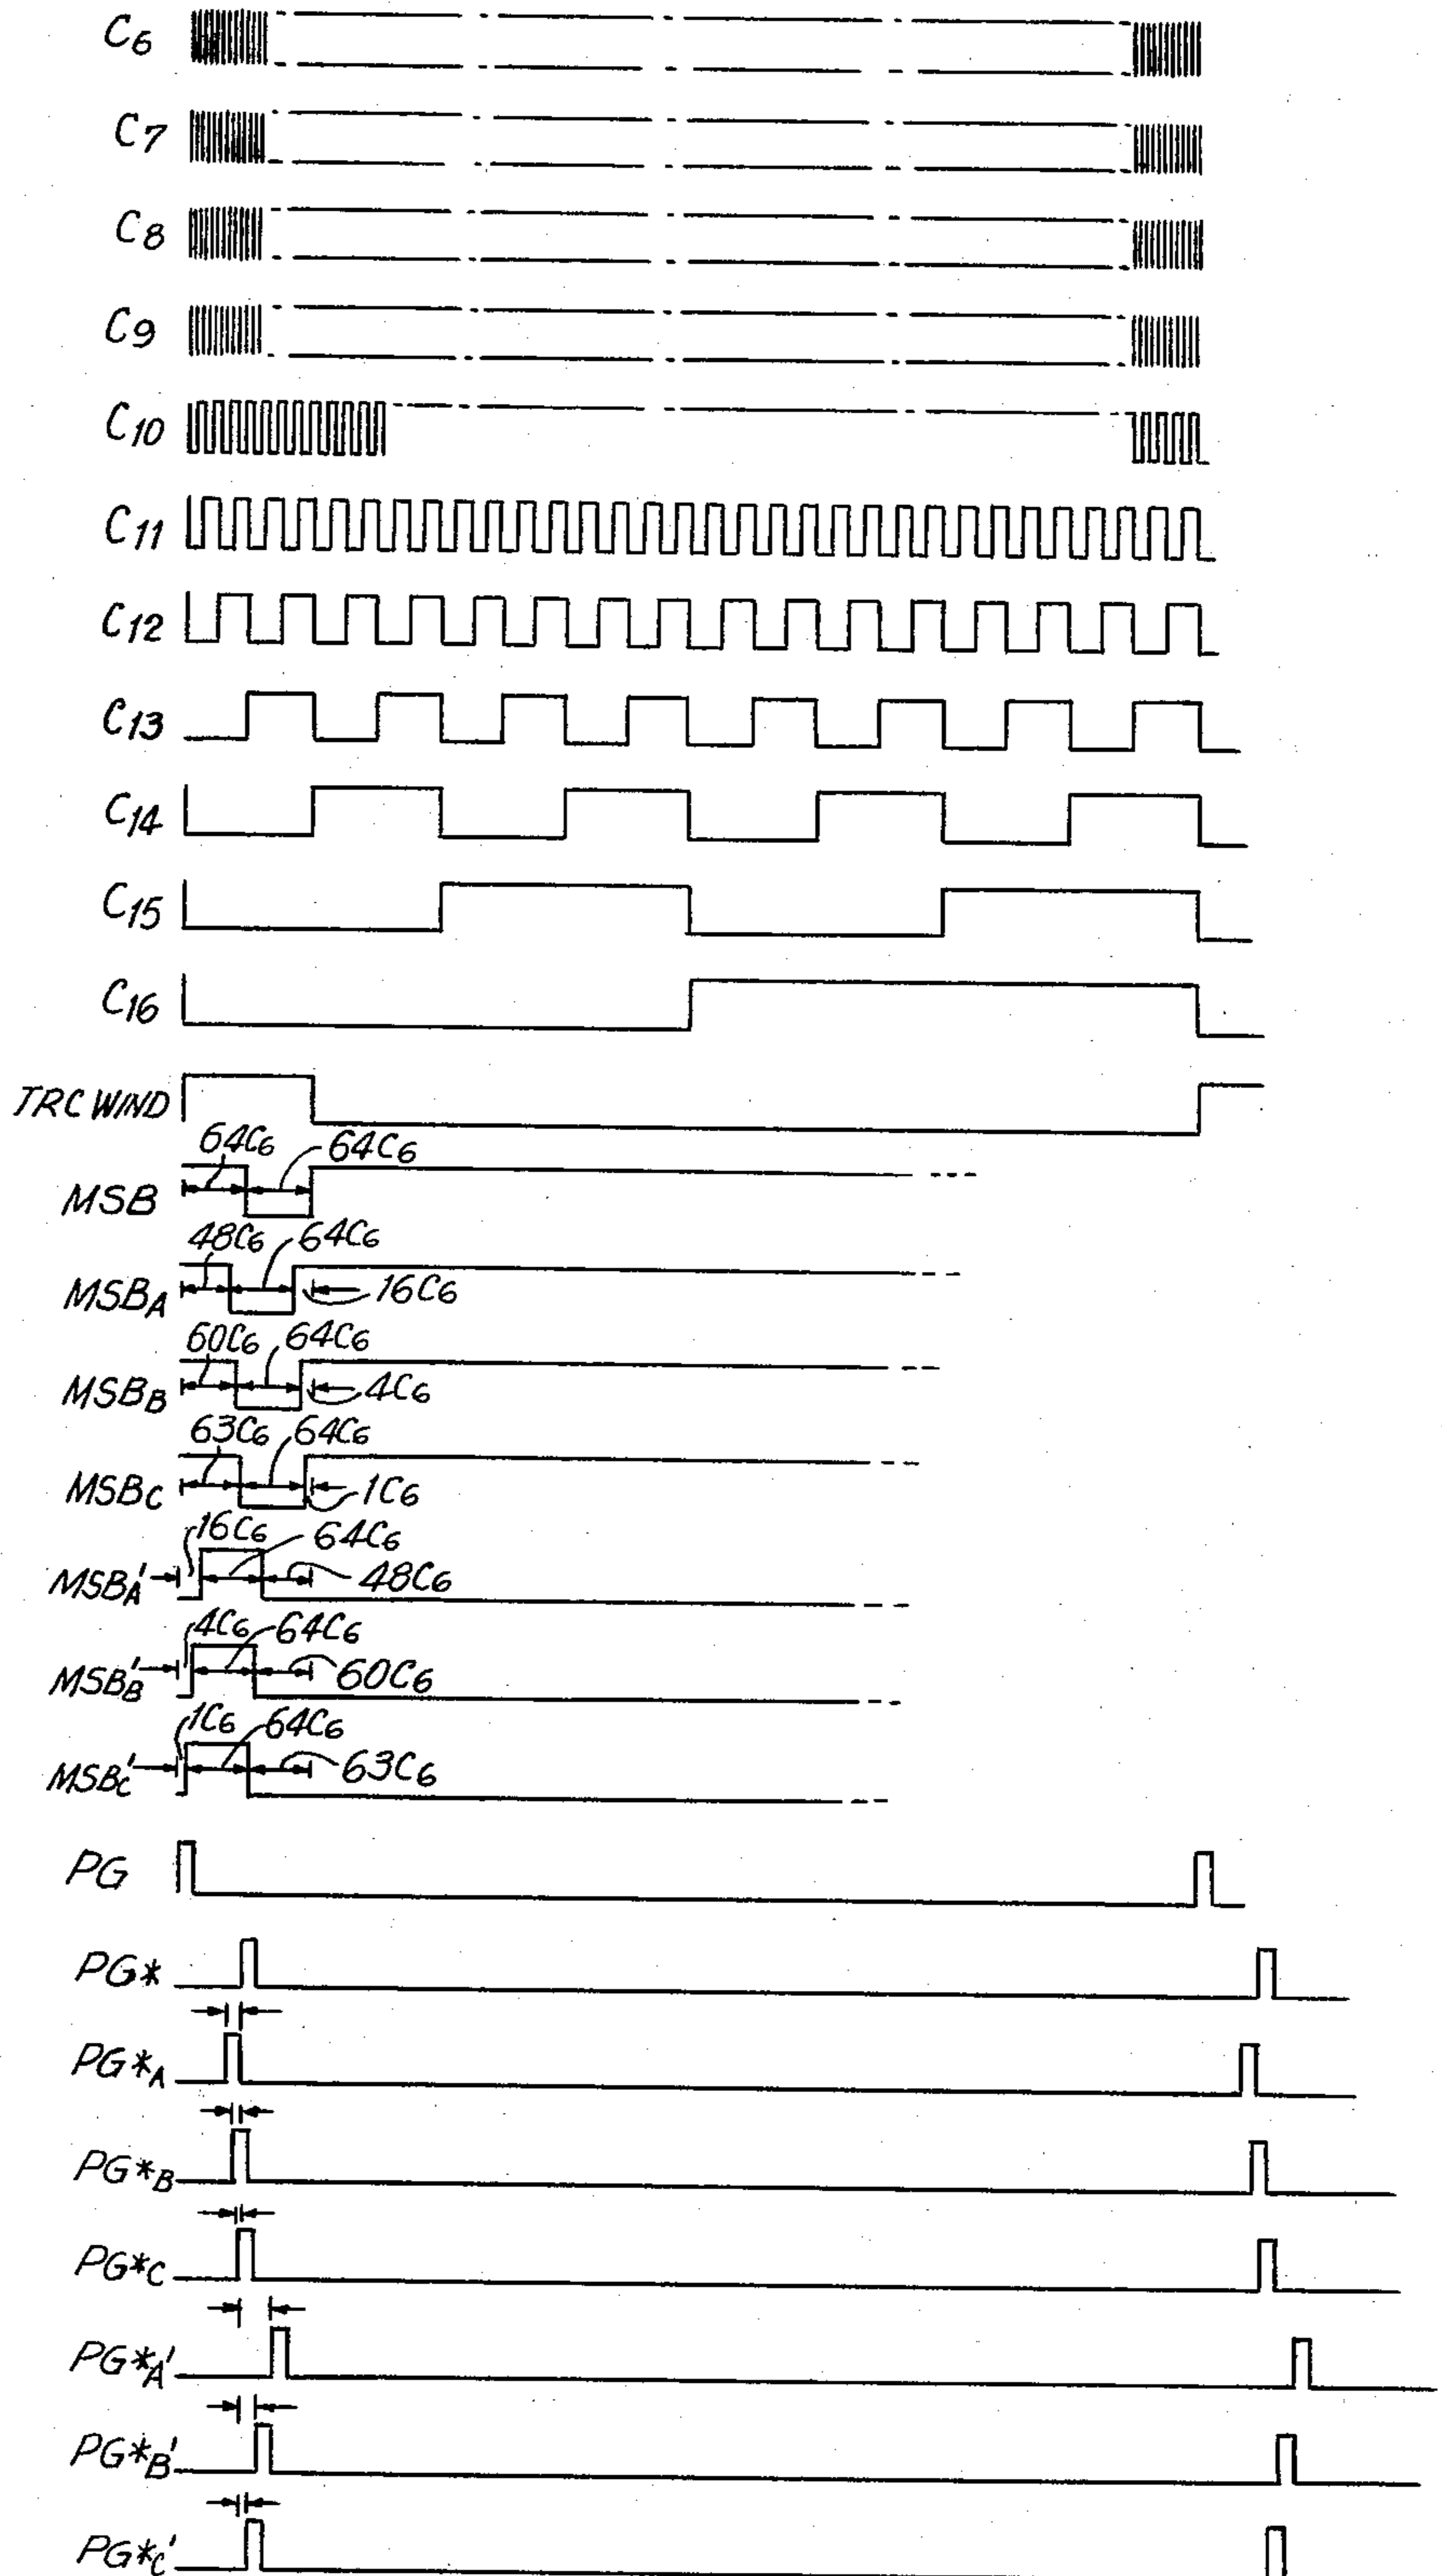 C6
C7
C8
C9
C10
C11
C12
C13
C14
C15
C16
TRC WIND
64C6 64C6
MSB
48C6 64C6
MSBA 16C6
60C6 64C6
MSBB 4C6
63C6 64C6
MSBC 1C6
16C6 64C6
MSBA' 48C6
4C6 64C6
MSBB' 60C6
1C6 64C6
MSBC' 63C6
PG
PG*
PG*A
PG*B
PG*C
PG*A'
PG*B'
PG*C'